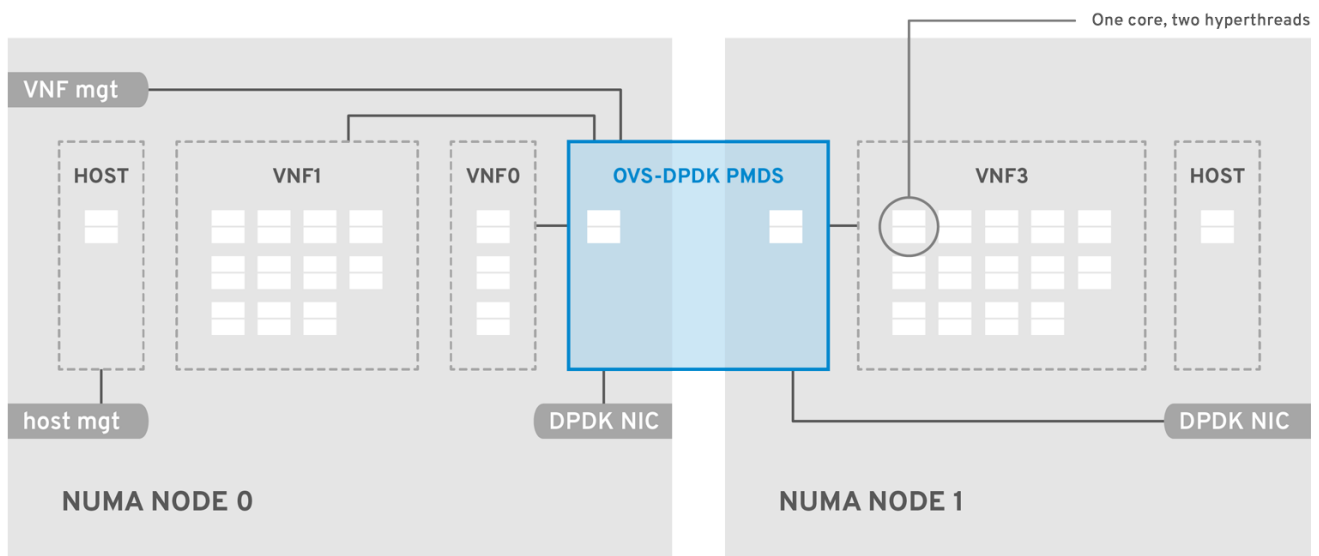 One core, two hyperthreads
VNF mgt
HOST
VNF1
VNF0
OVS-DPDK PMDS
VNF3
HOST
host mgt
DPDK NIC
DPDK NIC
NUMA NODE 0
NUMA NODE 1